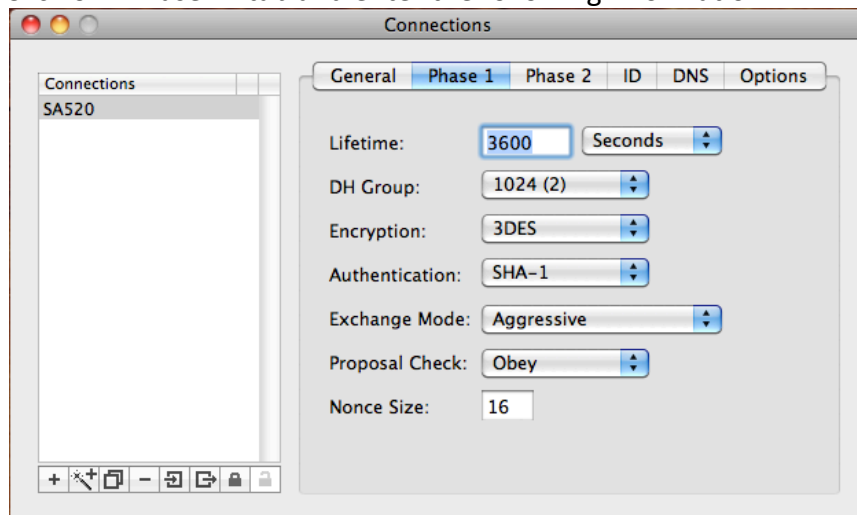 Connections
Connections
SA520
General Phase 1 Phase 2 ID DNS Options
Lifetime: 3600 Seconds
DH Group: 1024 (2)
Encryption: 3DES
Authentication: SHA-1
Exchange Mode: Aggressive
Proposal Check: Obey
Nonce Size: 16